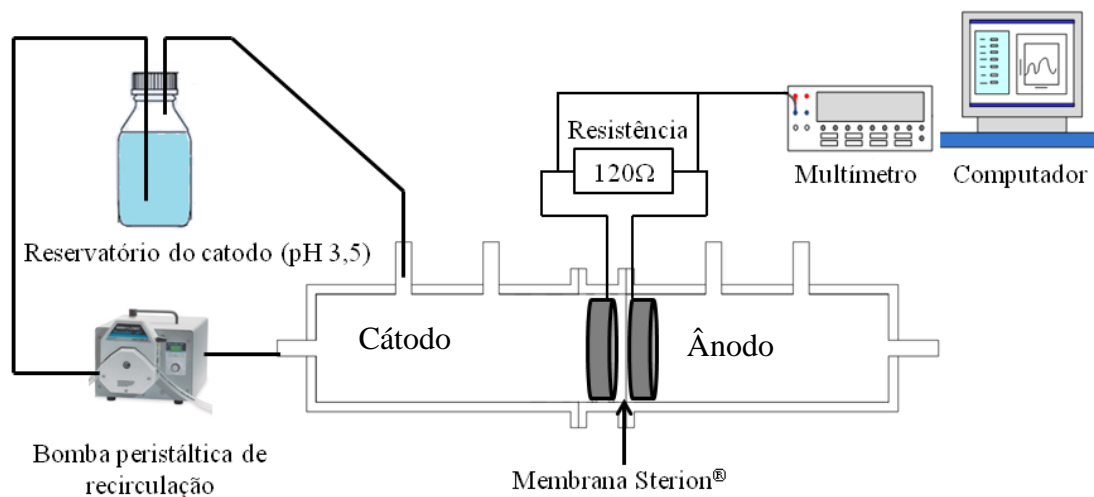 Resistência
120Ω
Multímetro
Computador
Reservatório do catodo (pH 3,5)
Cátodo
Ânodo
Bomba peristáltica de
recirculação
Membrana Sterion®